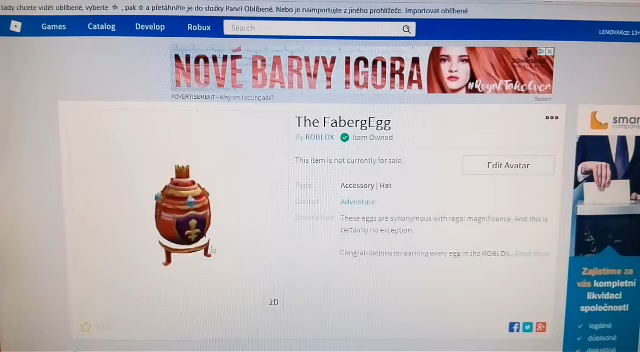 tady chcete vidět oblíbené, vyberte ☆ , pak ☆ a přetáhněte je do složky Panel Oblíbené. Nebo je naimportujte z jiného prohlížeče. Importovat oblíbené
Games Catalog Develop Robux Search
NOVÉ BARVY IGORA
#RoyalTakeOver
ADVERTISEMENT - Why am I seeing ads?
The FabergEgg
By ROBLOX Item Owned
This item is not currently for sale.
Edit Avatar
Type Accessory | Hat
Adventure
Description These eggs are synonymous with regal magnificence. And this is
certainly no exception.
Congratulations on earning every egg in the ROBLOX... Read More
2D
smar
Zajistíme za
vás kompletní
likvidaci
společnosti
legálně
důsledně